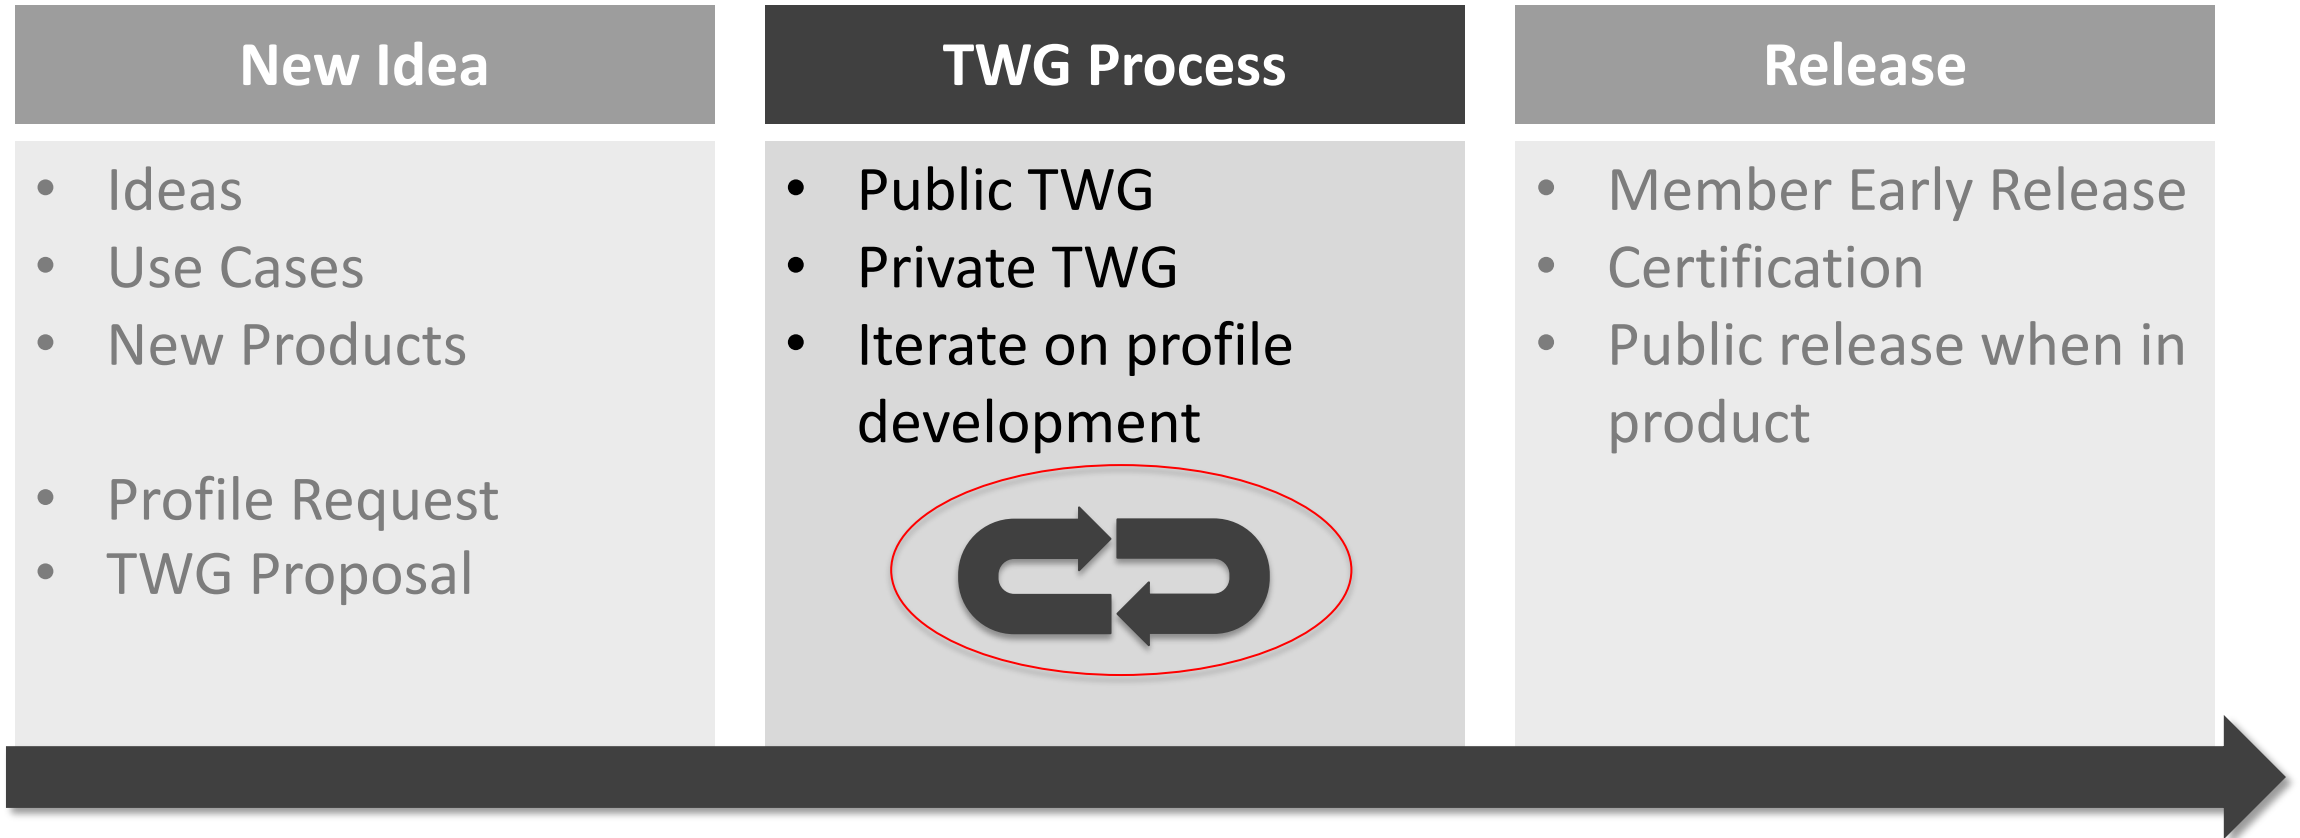 New Idea
• Ideas
• Use Cases
• New Products
• Profile Request
• TWG Proposal
TWG Process
• Public TWG
• Private TWG
• Iterate on profile
development
Release
• Member Early Release
• Certification
• Public release when in
product